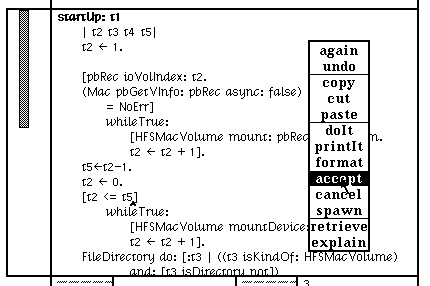 startUp: t1
| t2 t3 t4 t5|
t2 ← 1.
[pbRec ioVolIndex: t2.
(Mac pbGetVInfo: pbRec async: false)
= NoErr]
whileTrue:
[HFSMacVolume mount: pbRec m.
t2 ← t2 + 1].
t5←t2-1.
t2 ← 0.
[t2 <= t5]
whileTrue:
[HFSMacVolume mountDevice:
t2 ← t2 + 1].
FileDirectory do: [:t3 | ((t3 isKindOf: HFSMacVolume)
and: [t3 isDirectory not])
again
undo
copy
cut
paste
doIt
printIt
format
accept
cancel
spawn
retrieve
explain
3